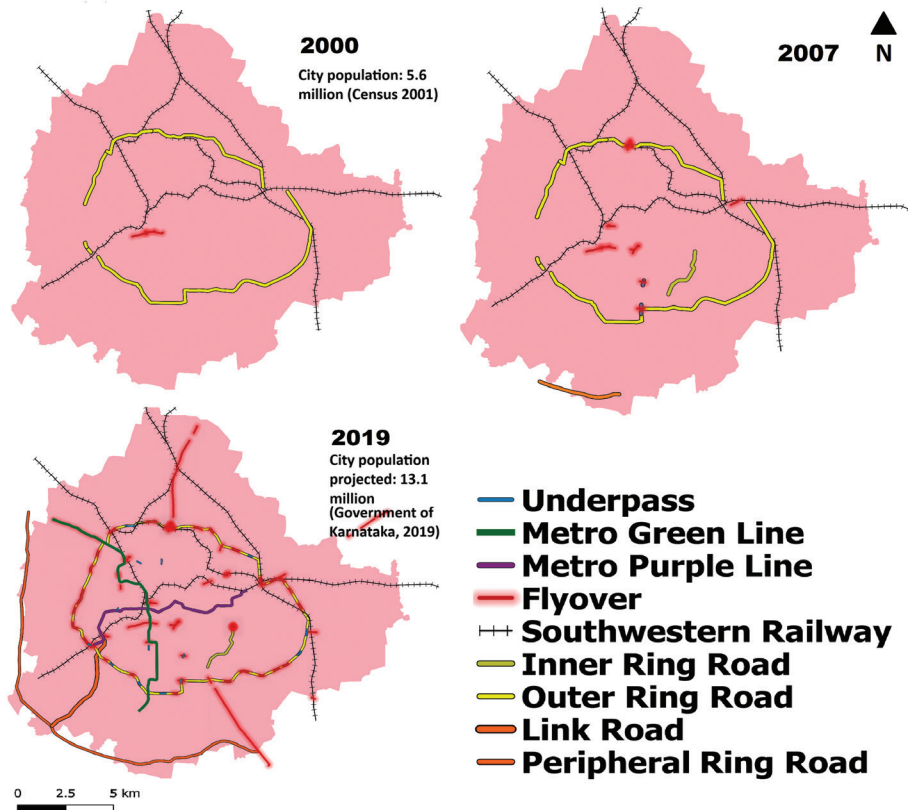 2000
City population: 5.6
million (Census 2001)
2007
N
2019
City population
projected: 13.1
million
(Government of
Karnataka, 2019)
Underpass
Metro Green Line
Metro Purple Line
Flyover
Southwestern Railway
Inner Ring Road
Outer Ring Road
Link Road
Peripheral Ring Road
0 2.5 5 km